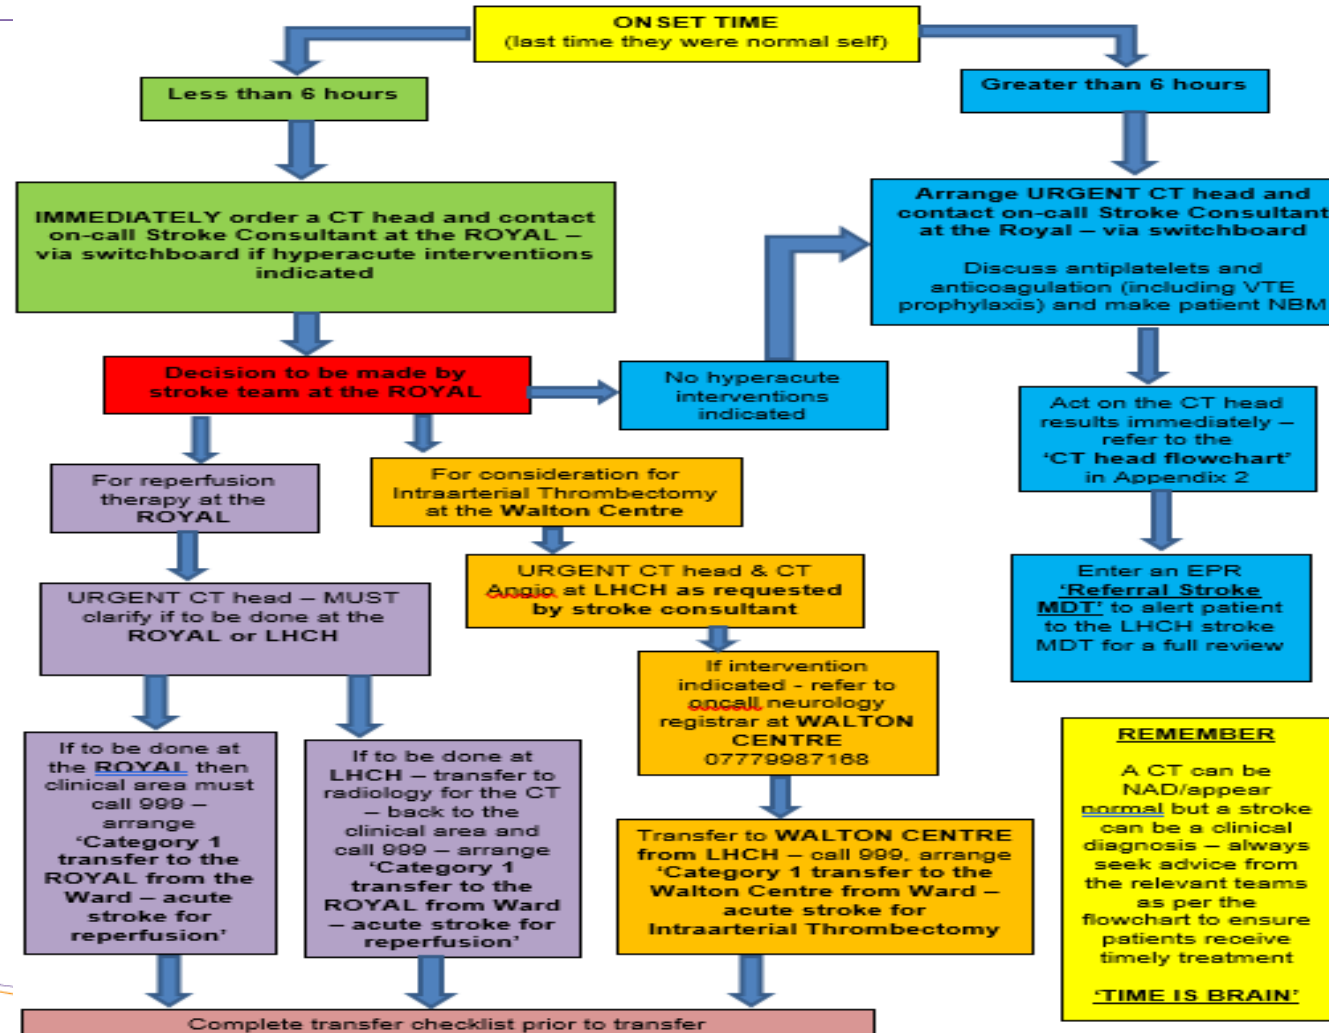 ONSET TIME
(last time they were normal self)
Less than 6 hours
Greater than 6 hours
IMMEDIATELY order a CT head and contact
on-call Stroke Consultant at the ROYAL –
via switchboard if hyperacute interventions
indicated
Arrange URGENT CT head and
contact on-call Stroke Consultant
at the Royal – via switchboard
Discuss antiplatelets and
anticoagulation (including VTE
prophylaxis) and make patient NBM
Decision to be made by
stroke team at the ROYAL
No hyperacute
interventions
indicated
Act on the CT head
results immediately –
refer to the
‘CT head flowchart’
in Appendix 2
For reperfusion
therapy at the
ROYAL
For consideration for
Intraarterial Thrombectomy
at the Walton Centre
URGENT CT head – MUST
clarify if to be done at the
ROYAL or LHCH
URGENT CT head & CT
Angio at LHCH as requested
by stroke consultant
Enter an EPR
‘Referral Stroke
MDT’ to alert patient
to the LHCH stroke
MDT for a full review
If intervention
indicated - refer to
oncall neurology
registrar at WALTON
CENTRE
07779987168
If to be done at
the ROYAL then
clinical area must
call 999 –
arrange
‘Category 1
transfer to the
ROYAL from the
Ward – acute
stroke for
reperfusion’
If to be done at
LHCH – transfer to
radiology for the CT
– back to the
clinical area and
call 999 – arrange
‘Category 1
transfer to the
ROYAL from Ward
– acute stroke for
reperfusion’
Transfer to WALTON CENTRE
from LHCH – call 999, arrange
‘Category 1 transfer to the
Walton Centre from Ward –
acute stroke for
Intraarterial Thrombectomy
REMEMBER
A CT can be
NAD/appear
normal but a stroke
can be a clinical
diagnosis – always
seek advice from
the relevant teams
as per the
flowchart to ensure
patients receive
timely treatment
‘TIME IS BRAIN’
Complete transfer checklist prior to transfer